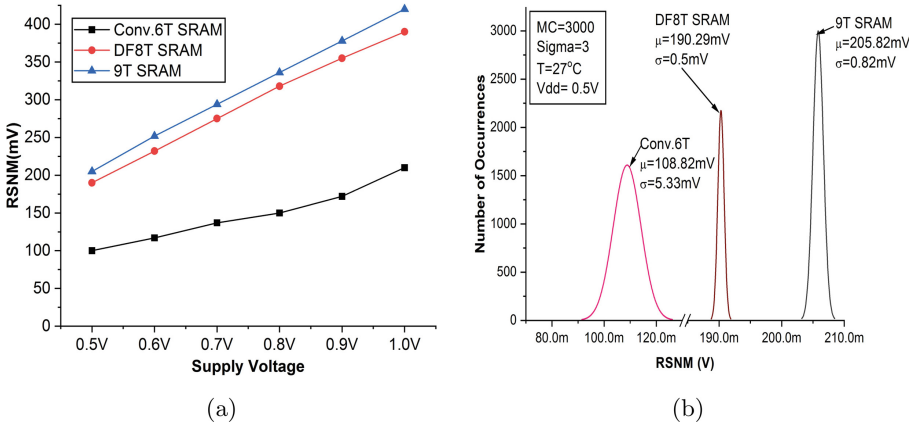 Conv.6T SRAM
DF8T SRAM
9T SRAM
RSNM(mV)
400
350
300
250
200
150
100
50
0
0.5V 0.6V 0.7V 0.8V 0.9V 1.0V
Supply Voltage
(a)
MC=3000
Sigma=3
T=27°C
Vdd= 0.5V
DF8T SRAM
μ=190.29mV
σ=0.5mV
9T SRAM
μ=205.82mV
σ=0.82mV
Conv.6T
μ=108.82mV
σ=5.33mV
Number of Occurrences
3000
2500
2000
1500
1000
500
0
80.0m 100.0m 120.0m 190.0m 200.0m 210.0m
RSNM (V)
(b)